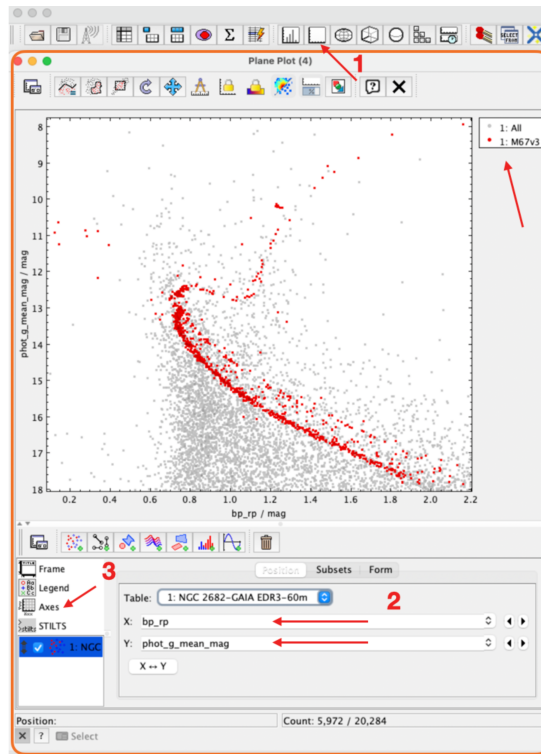 Σ
SELECT
1
Plane Plot (4)
8
9
10
11
12
13
14
15
16
17
18
phot_g_mean_mag / mag
0.2 0.4 0.6 0.8 1.0 1.2 1.4 1.6 1.8 2.0 2.2
bp_rp / mag
1: All
1: M67v3
Frame
Legend
3
Axes
STILTS
1: NGC
Position Subsets Form
Table: 1: NGC 2682-GAIA EDR3-60m
2
X: bp_rp
Y: phot_g_mean_mag
X ↔ Y
Position: Count: 5,972 / 20,284
? Select